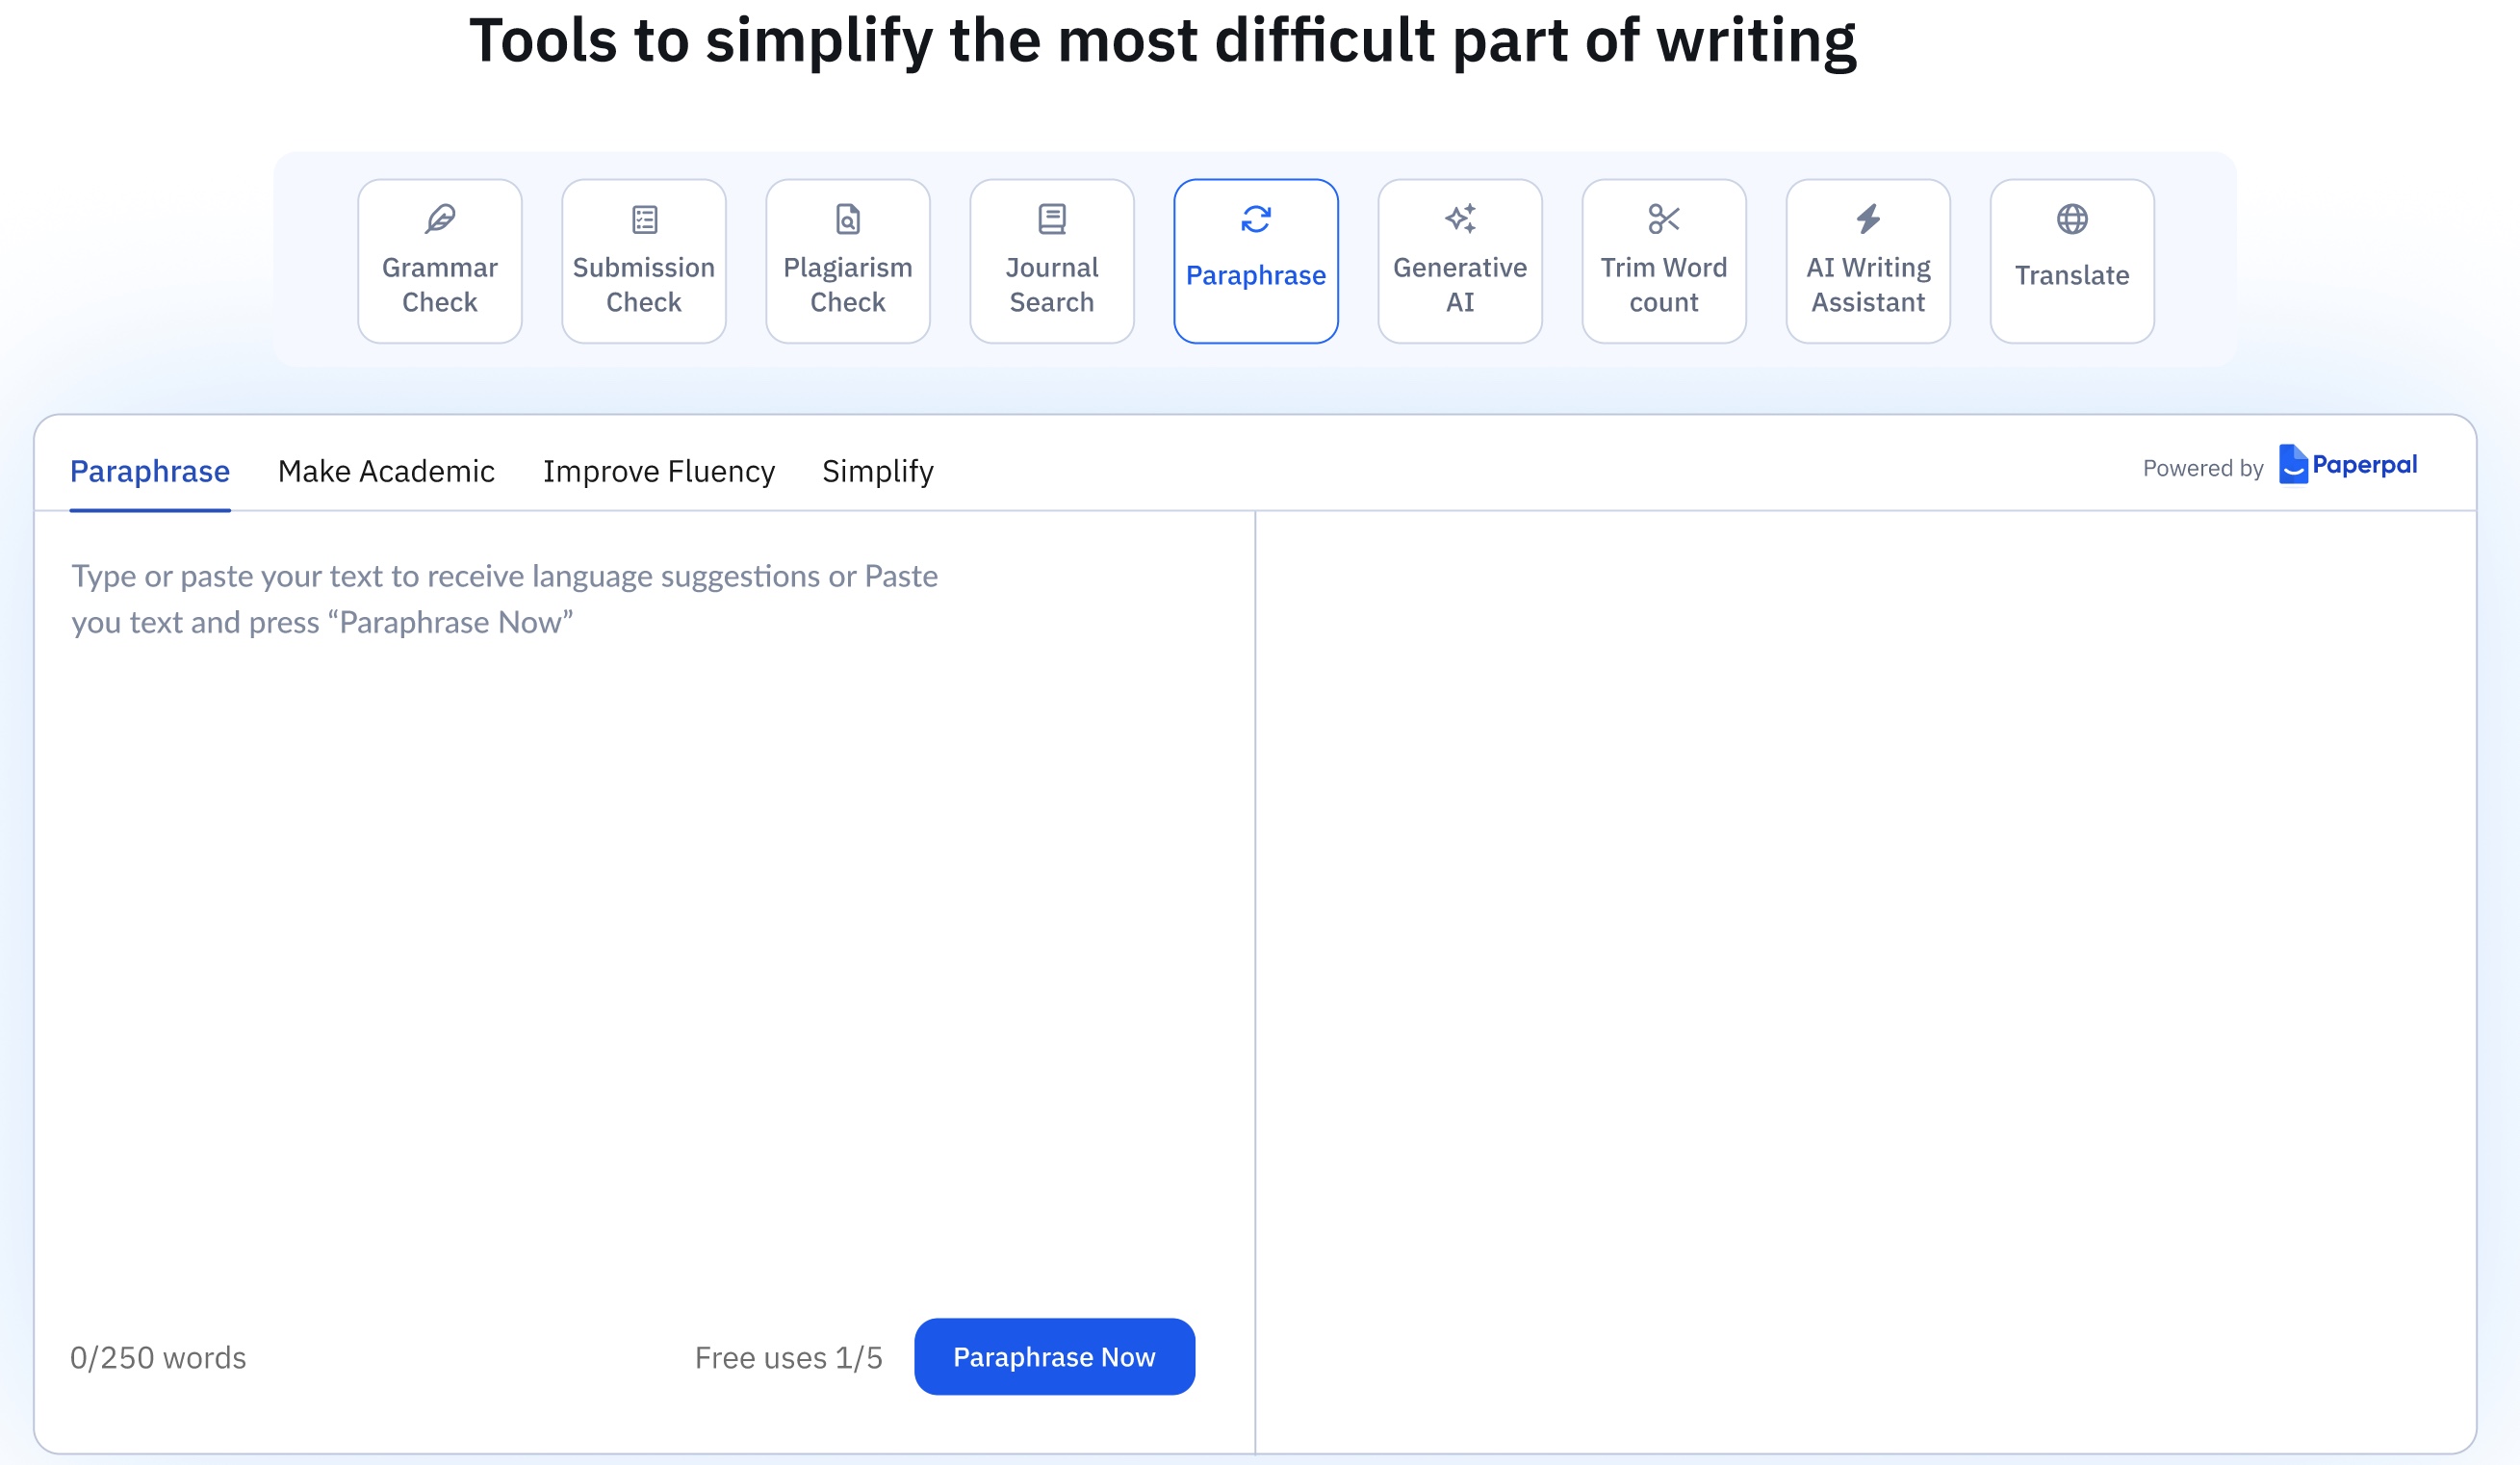 Tools to simplify the most difficult part of writing
Grammar
Check
Submission
Check
Plagiarism
Check
Journal
Search
Paraphrase
Generative
AI
Trim Word
count
AI Writing
Assistant
Translate
Paraphrase Make Academic Improve Fluency Simplify Powered by Paperpal
Type or paste your text to receive language suggestions or Paste
you text and press “Paraphrase Now”
0/250 words Free uses 1/5 Paraphrase Now